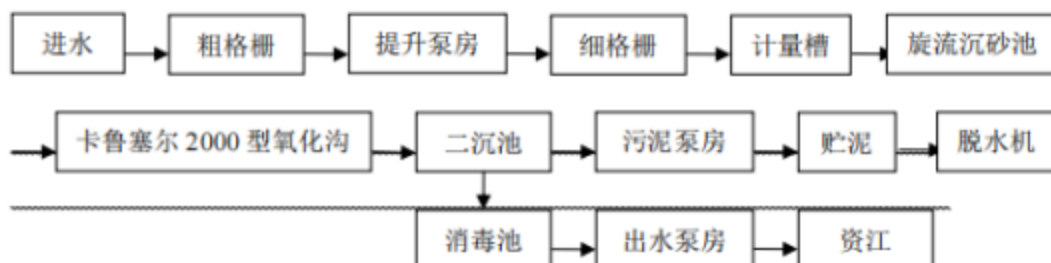 进水 粗格栅 提升泵房 细格栅 计量槽 旋流沉砂池
卡鲁塞尔 2000 型氧化沟 二沉池 污泥泵房 贮泥 脱水机
消毒池 出水泵房 资江